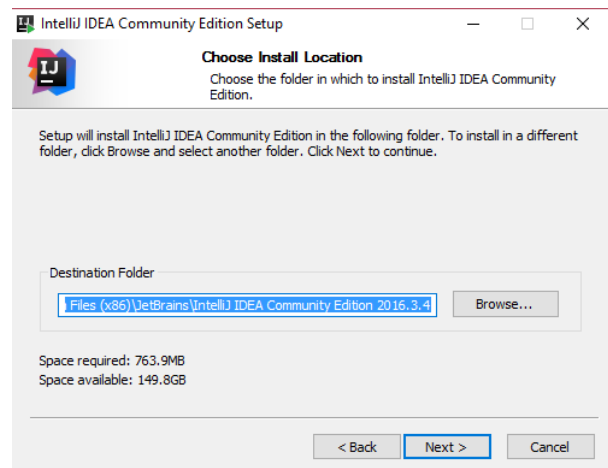 IntelliJ IDEA Community Edition Setup
IJ
Choose Install Location
Choose the folder in which to install IntelliJ IDEA Community
Edition.
Setup will install IntelliJ IDEA Community Edition in the following folder. To install in a different
folder, click Browse and select another folder. Click Next to continue.
Destination Folder
Files (x86)\JetBrains\IntelliJ IDEA Community Edition 2016.3.4
Browse...
Space required: 763.9MB
Space available: 149.8GB
< Back
Next >
Cancel